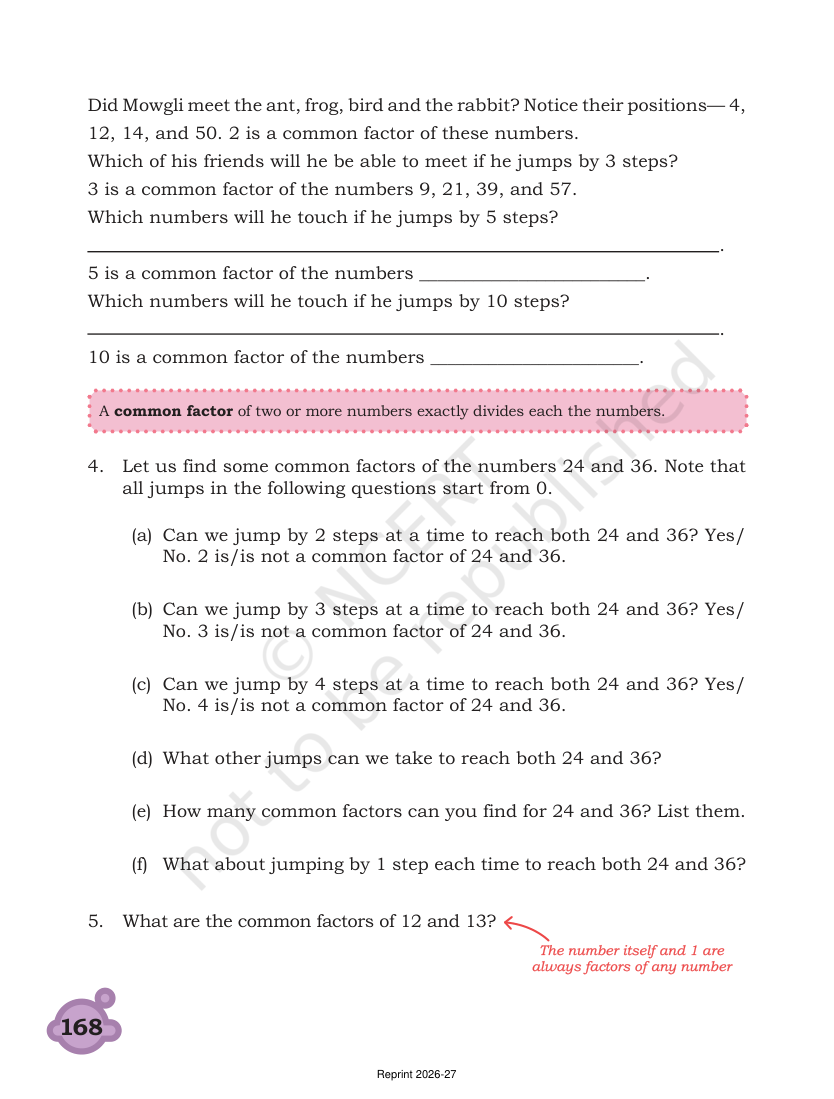 Did Mowgli meet the ant, frog, bird and the rabbit? Notice their positions— 4,
12, 14, and 50. 2 is a common factor of these numbers.
Which of his friends will he be able to meet if he jumps by 3 steps?
3 is a common factor of the numbers 9, 21, 39, and 57.
Which numbers will he touch if he jumps by 5 steps?
______________________________________________________________.
5 is a common factor of the numbers _______________________.
Which numbers will he touch if he jumps by 10 steps?
______________________________________________________________.
10 is a common factor of the numbers _____________________.
A common factor of two or more numbers exactly divides each the numbers.
4. Let us find some common factors of the numbers 24 and 36. Note that
all jumps in the following questions start from 0.
(a) Can we jump by 2 steps at a time to reach both 24 and 36? Yes/
No. 2 is/is not a common factor of 24 and 36.
(b) Can we jump by 3 steps at a time to reach both 24 and 36? Yes/
No. 3 is/is not a common factor of 24 and 36.
(c) Can we jump by 4 steps at a time to reach both 24 and 36? Yes/
No. 4 is/is not a common factor of 24 and 36.
(d) What other jumps can we take to reach both 24 and 36?
(e) How many common factors can you find for 24 and 36? List them.
(f) What about jumping by 1 step each time to reach both 24 and 36?
5. What are the common factors of 12 and 13?
The number itself and 1 are
always factors of any number
168
Reprint 2026-27
© NCERT
not to be republished